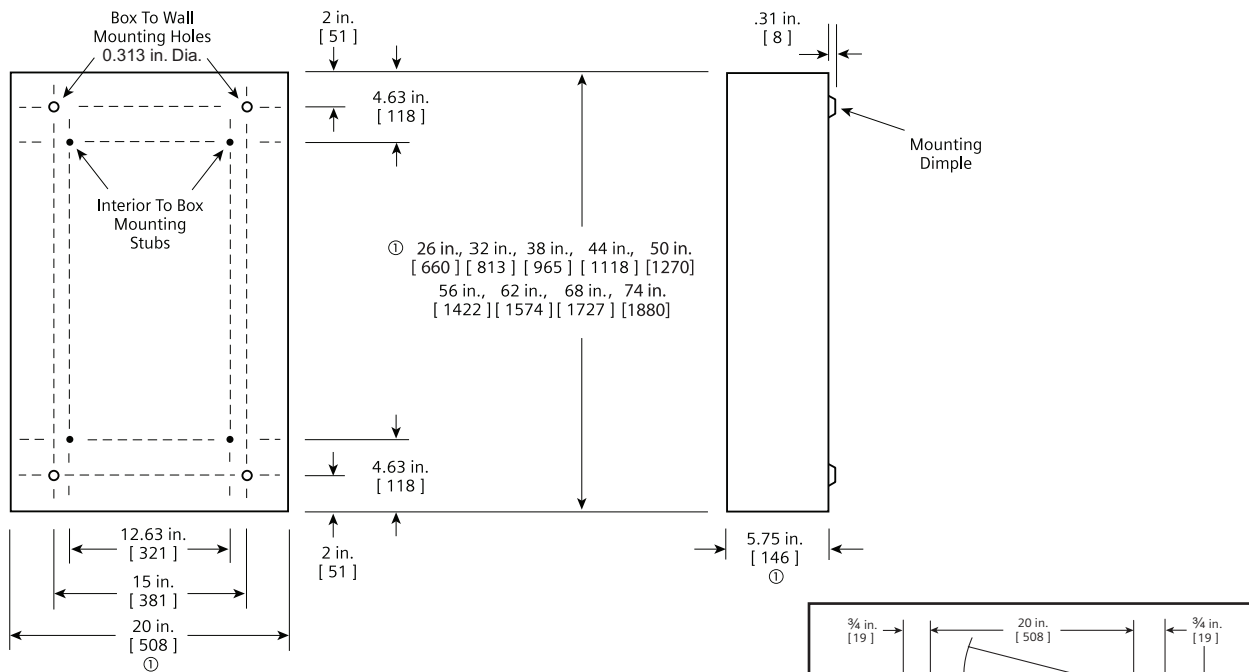 Box To Wall
Mounting Holes
0.313 in. Dia.
2 in.
[ 51 ]
.31 in.
[ 8 ]
4.63 in.
[ 118 ]
Mounting
Dimple
Interior To Box
Mounting
Stubs
① 26 in., 32 in., 38 in., 44 in., 50 in.
[ 660 ] [ 813 ] [ 965 ] [ 1118 ] [1270]
56 in., 62 in., 68 in., 74 in.
[ 1422 ] [ 1574 ] [ 1727 ] [1880]
4.63 in.
[ 118 ]
12.63 in.
[ 321 ]
2 in.
[ 51 ]
5.75 in.
[ 146 ]
①
15 in.
[ 381 ]
20 in.
[ 508 ]
①
¾ in.
[19 ]
20 in.
[ 508 ]
¾ in.
[19 ]